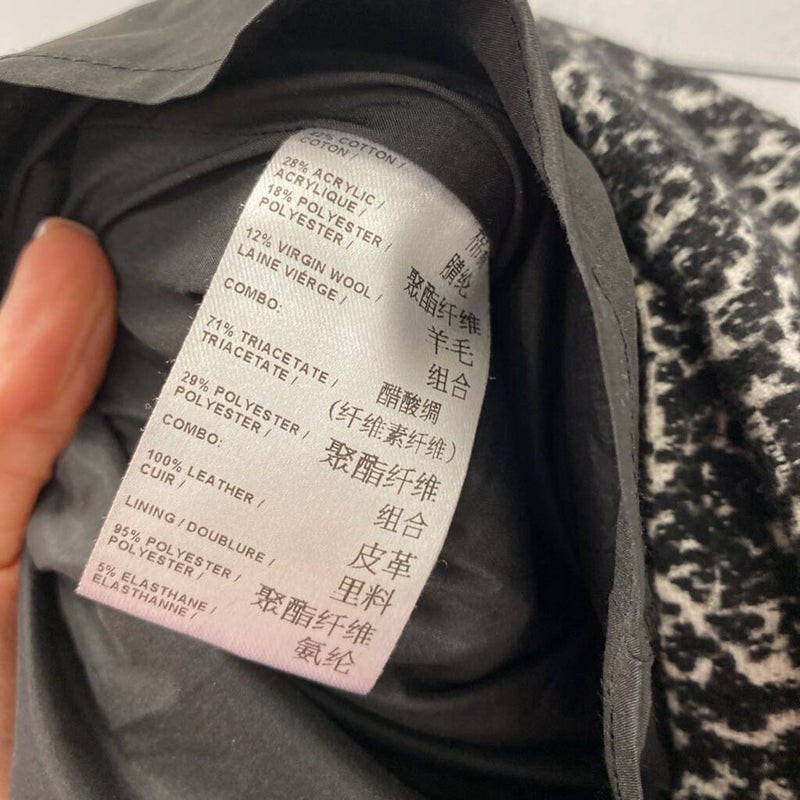 COTTON /
COTON /
28% ACRYLIC /
ACRYLIQUE /
18% POLYESTER /
POLYESTER /
聚酯纤维
12% VIRGIN WOOL /
LAINE VIÉRGE /
羊毛
COMBO:
组合
71% TRIACETATE /
TRIACETATE /
醋酸绸
(纤维素纤维)
29% POLYESTER /
POLYESTER /
聚酯纤维
COMBO:
组合
100% LEATHER /
CUIR /
皮革
LINING / DOUBLURE /
里料
95% POLYESTER /
POLYESTER /
聚酯纤维
5% ELASTHANE /
ELASTHANNE /
氨纶